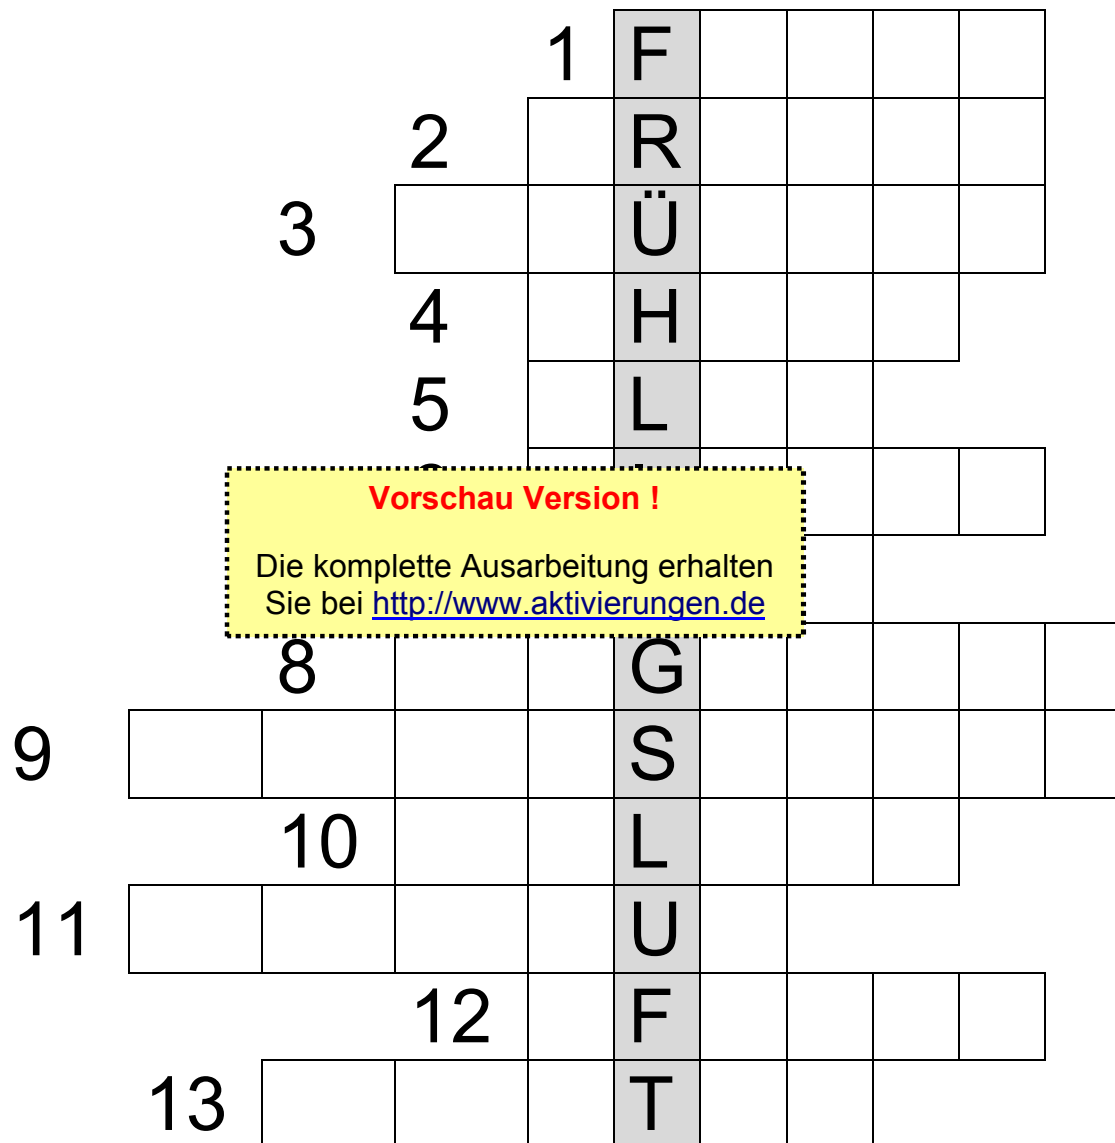 1 F
2 R
3 Ü
4 H
5 L
Vorschau Version !
Die komplette Ausarbeitung erhalten
Sie bei http://www.aktivierungen.de
8 G
9 S
10 L
11 U
12 F
13 T